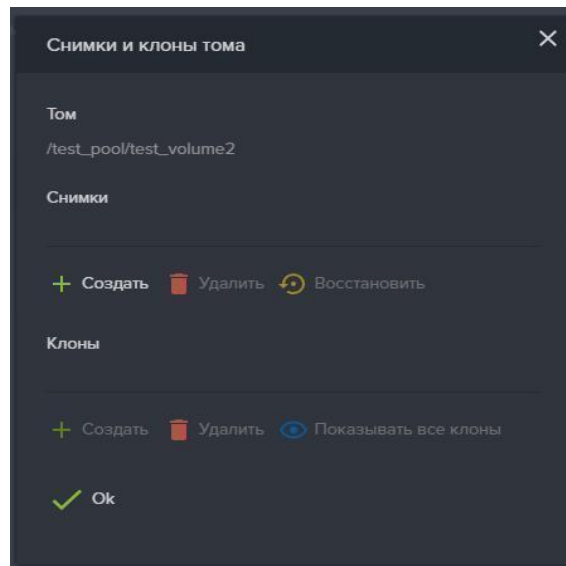 Снимки и клоны тома
Том
/test_pool/test_volume2
Снимки
Создать Удалить Восстановить
Клоны
Создать Удалить Показывать все клоны
Ok